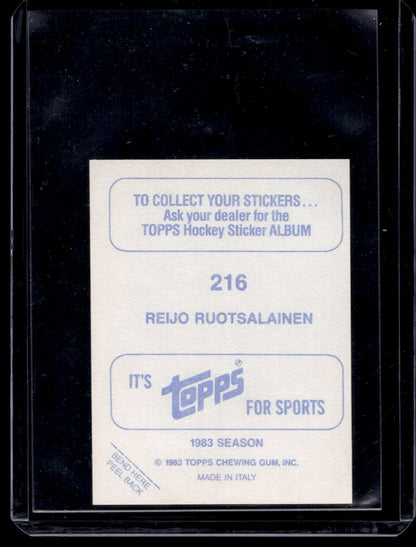 TO COLLECT YOUR STICKERS...
Ask your dealer for the
TOPPS Hockey Sticker ALBUM
216
REIJO RUOTSALAINEN
IT'S topps® FOR SPORTS
1983 SEASON
© 1983 TOPPS CHEWING GUM, INC.
MADE IN ITALY
BEND HERE
PEEL BACK